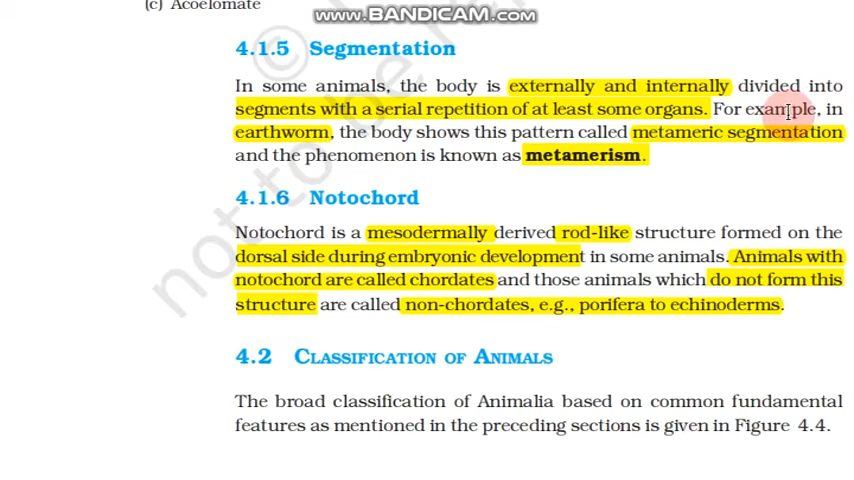 (c) Acoelomate
www.BANDICAM.com
4.1.5 Segmentation
In some animals, the body is externally and internally divided into
segments with a serial repetition of at least some organs. For example, in
earthworm, the body shows this pattern called metameric segmentation
and the phenomenon is known as metamerism.
4.1.6 Notochord
Notochord is a mesodermally derived rod-like structure formed on the
dorsal side during embryonic development in some animals. Animals with
notochord are called chordates and those animals which do not form this
structure are called non-chordates, e.g., porifera to echinoderms.
4.2 CLASSIFICATION OF ANIMALS
The broad classification of Animalia based on common fundamental
features as mentioned in the preceding sections is given in Figure 4.4.
not to be re
©